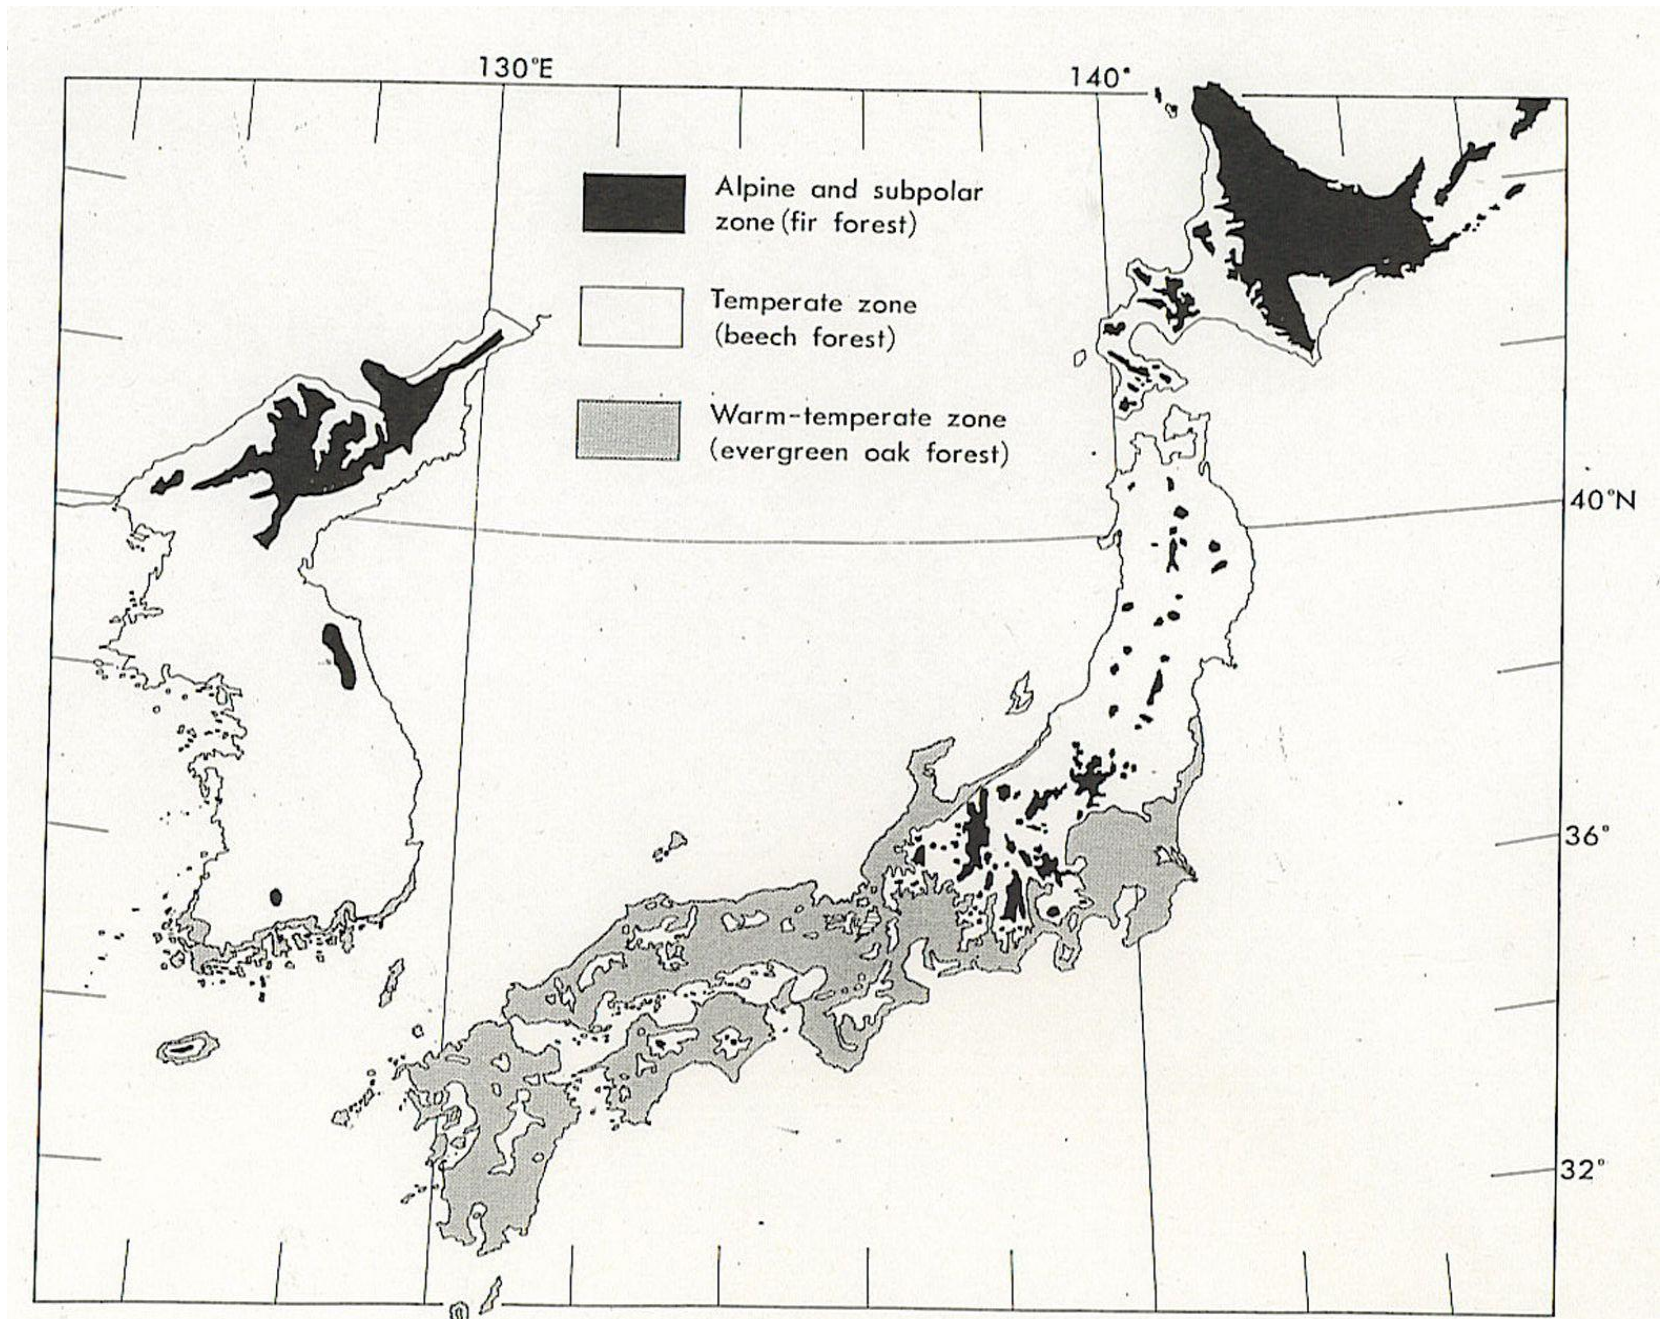 130°E
140°
Alpine and subpolar
zone (fir forest)
Temperate zone
(beech forest)
Warm-temperate zone
(evergreen oak forest)
40°N
36°
32°